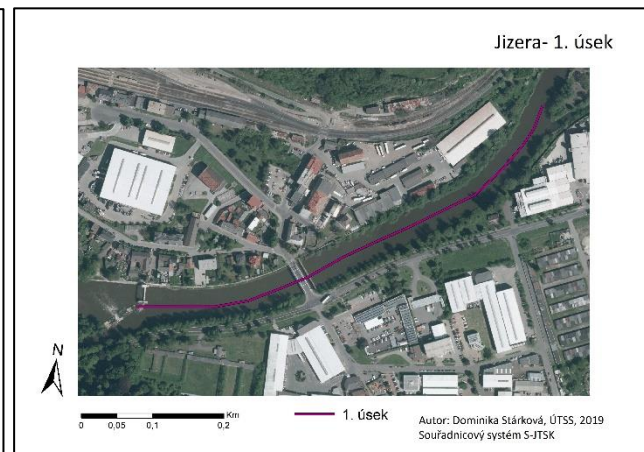 Jizera- 1. úsek
N
Km
0 0,05 0,1 0,2
1. úsek
Autor: Dominika Stárková, ÚTSS, 2019
Souřadnicový systém S-JTSK